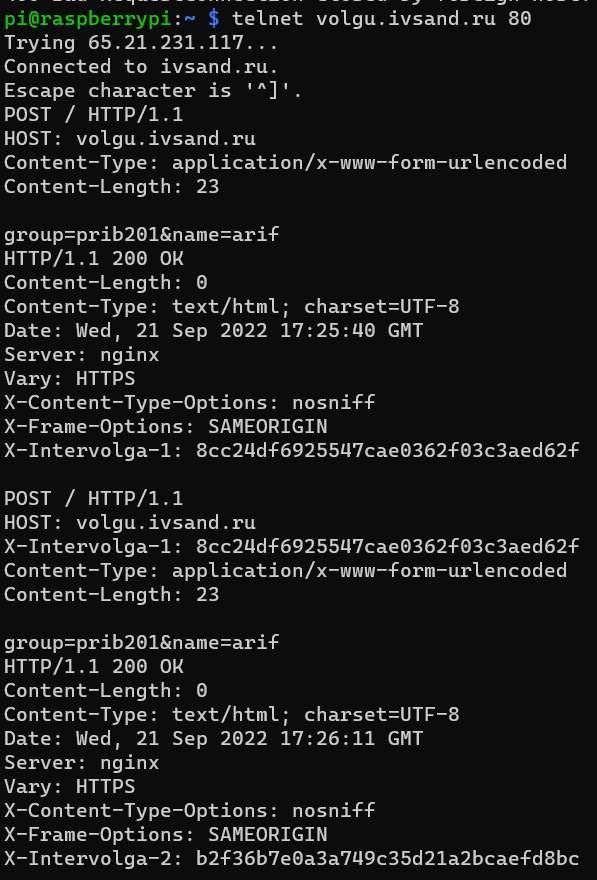 pi@raspberrypi:~ $ telnet volgu.ivsand.ru 80
Trying 65.21.231.117...
Connected to ivsand.ru.
Escape character is '^]'.
POST / HTTP/1.1
HOST: volgu.ivsand.ru
Content-Type: application/x-www-form-urlencoded
Content-Length: 23

group=prib201&name=arif
HTTP/1.1 200 OK
Content-Length: 0
Content-Type: text/html; charset=UTF-8
Date: Wed, 21 Sep 2022 17:25:40 GMT
Server: nginx
Vary: HTTPS
X-Content-Type-Options: nosniff
X-Frame-Options: SAMEORIGIN
X-Intervolga-1: 8cc24df6925547cae0362f03c3aed62f

POST / HTTP/1.1
HOST: volgu.ivsand.ru
X-Intervolga-1: 8cc24df6925547cae0362f03c3aed62f
Content-Type: application/x-www-form-urlencoded
Content-Length: 23

group=prib201&name=arif
HTTP/1.1 200 OK
Content-Length: 0
Content-Type: text/html; charset=UTF-8
Date: Wed, 21 Sep 2022 17:26:11 GMT
Server: nginx
Vary: HTTPS
X-Content-Type-Options: nosniff
X-Frame-Options: SAMEORIGIN
X-Intervolga-2: b2f36b7e0a3a749c35d21a2bcaefd8bc